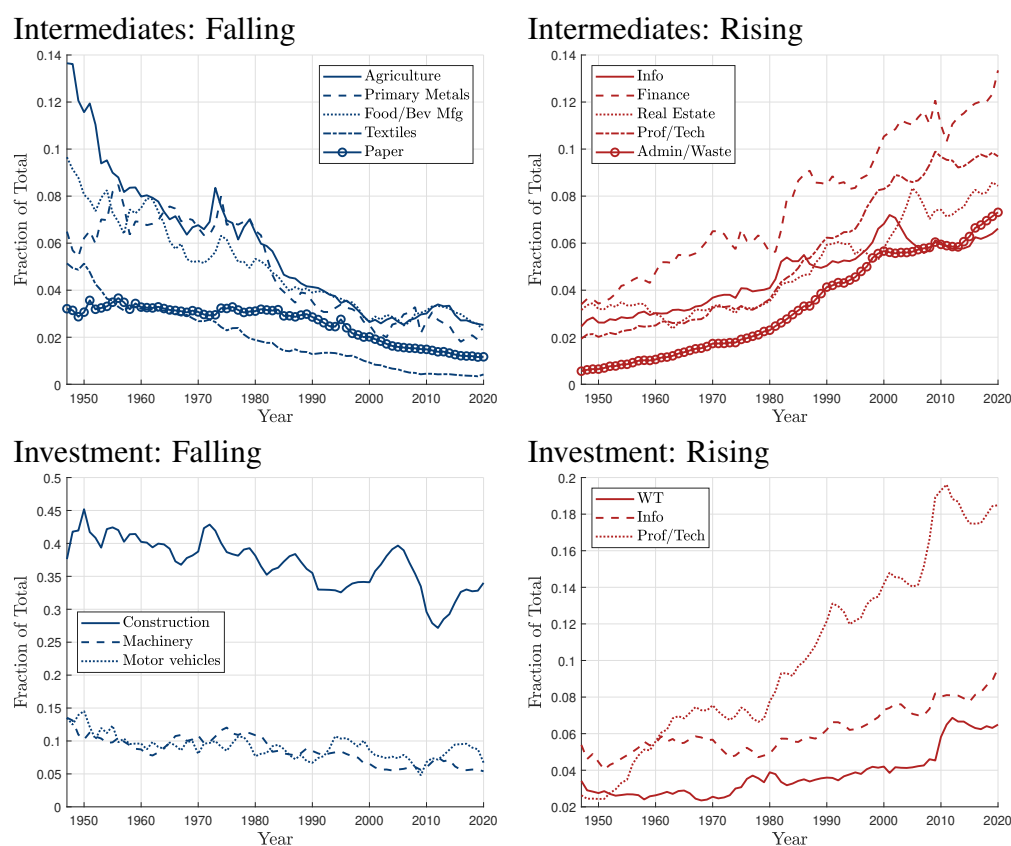 Intermediates: Falling
Fraction of Total
0.14
0.12
0.1
0.08
0.06
0.04
0.02
0
Agriculture
Primary Metals
Food/Bev Mfg
Textiles
Paper
1950 1960 1970 1980 1990 2000 2010 2020
Year
Intermediates: Rising
Fraction of Total
0.14
0.12
0.1
0.08
0.06
0.04
0.02
0
Info
Finance
Real Estate
Prof/Tech
Admin/Waste
1950 1960 1970 1980 1990 2000 2010 2020
Year
Investment: Falling
Fraction of Total
0.5
0.45
0.4
0.35
0.3
0.25
0.2
0.15
0.1
0.05
0
Construction
Machinery
Motor vehicles
1950 1960 1970 1980 1990 2000 2010 2020
Year
Investment: Rising
Fraction of Total
0.2
0.18
0.16
0.14
0.12
0.1
0.08
0.06
0.04
0.02
WT
Info
Prof/Tech
1950 1960 1970 1980 1990 2000 2010 2020
Year